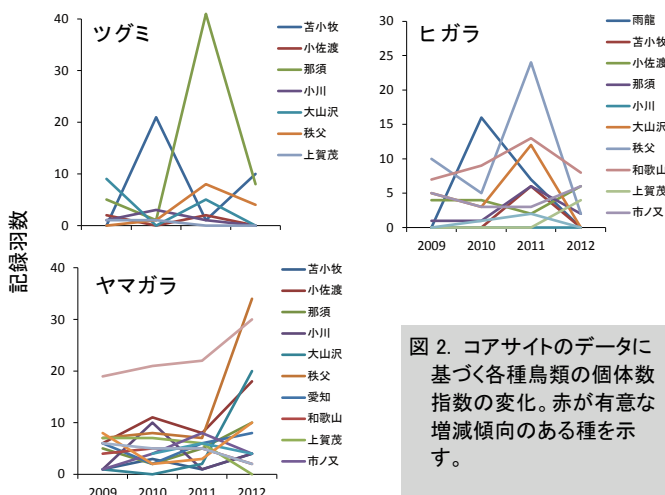 記録羽数
ツグミ
40
30
20
10
0
苫小牧
小佐渡
那須
小川
大山沢
秩父
上賀茂
ヒガラ
30
25
20
15
10
5
0
2009 2010 2011 2012
雨龍
苫小牧
小佐渡
那須
小川
大山沢
秩父
和歌山
上賀茂
市ノ又
ヤマガラ
40
30
20
10
0
2009 2010 2011 2012
苫小牧
小佐渡
那須
小川
大山沢
秩父
愛知
和歌山
上賀茂
市ノ又
図 2. コアサイトのデータに
基づく各種鳥類の個体数
指数の変化。赤が有意な
増減傾向のある種を示
す。